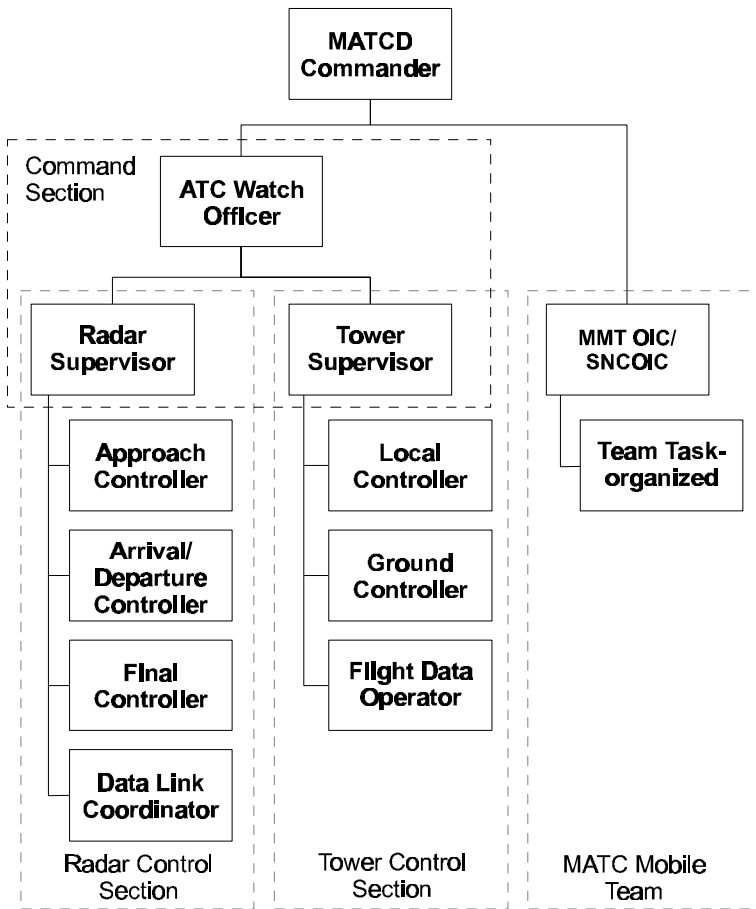 MATCD
Commander
Command
Section
ATC Watch
Officer
Radar
Supervisor
Tower
Supervisor
MMT OIC/
SNCOIC
Approach
Controller
Local
Controller
Team Task-
organized
Arrival/
Departure
Controller
Ground
Controller
Final
Controller
Flight Data
Operator
Data Link
Coordinator
Radar Control
Section
Tower Control
Section
MATC Mobile
Team